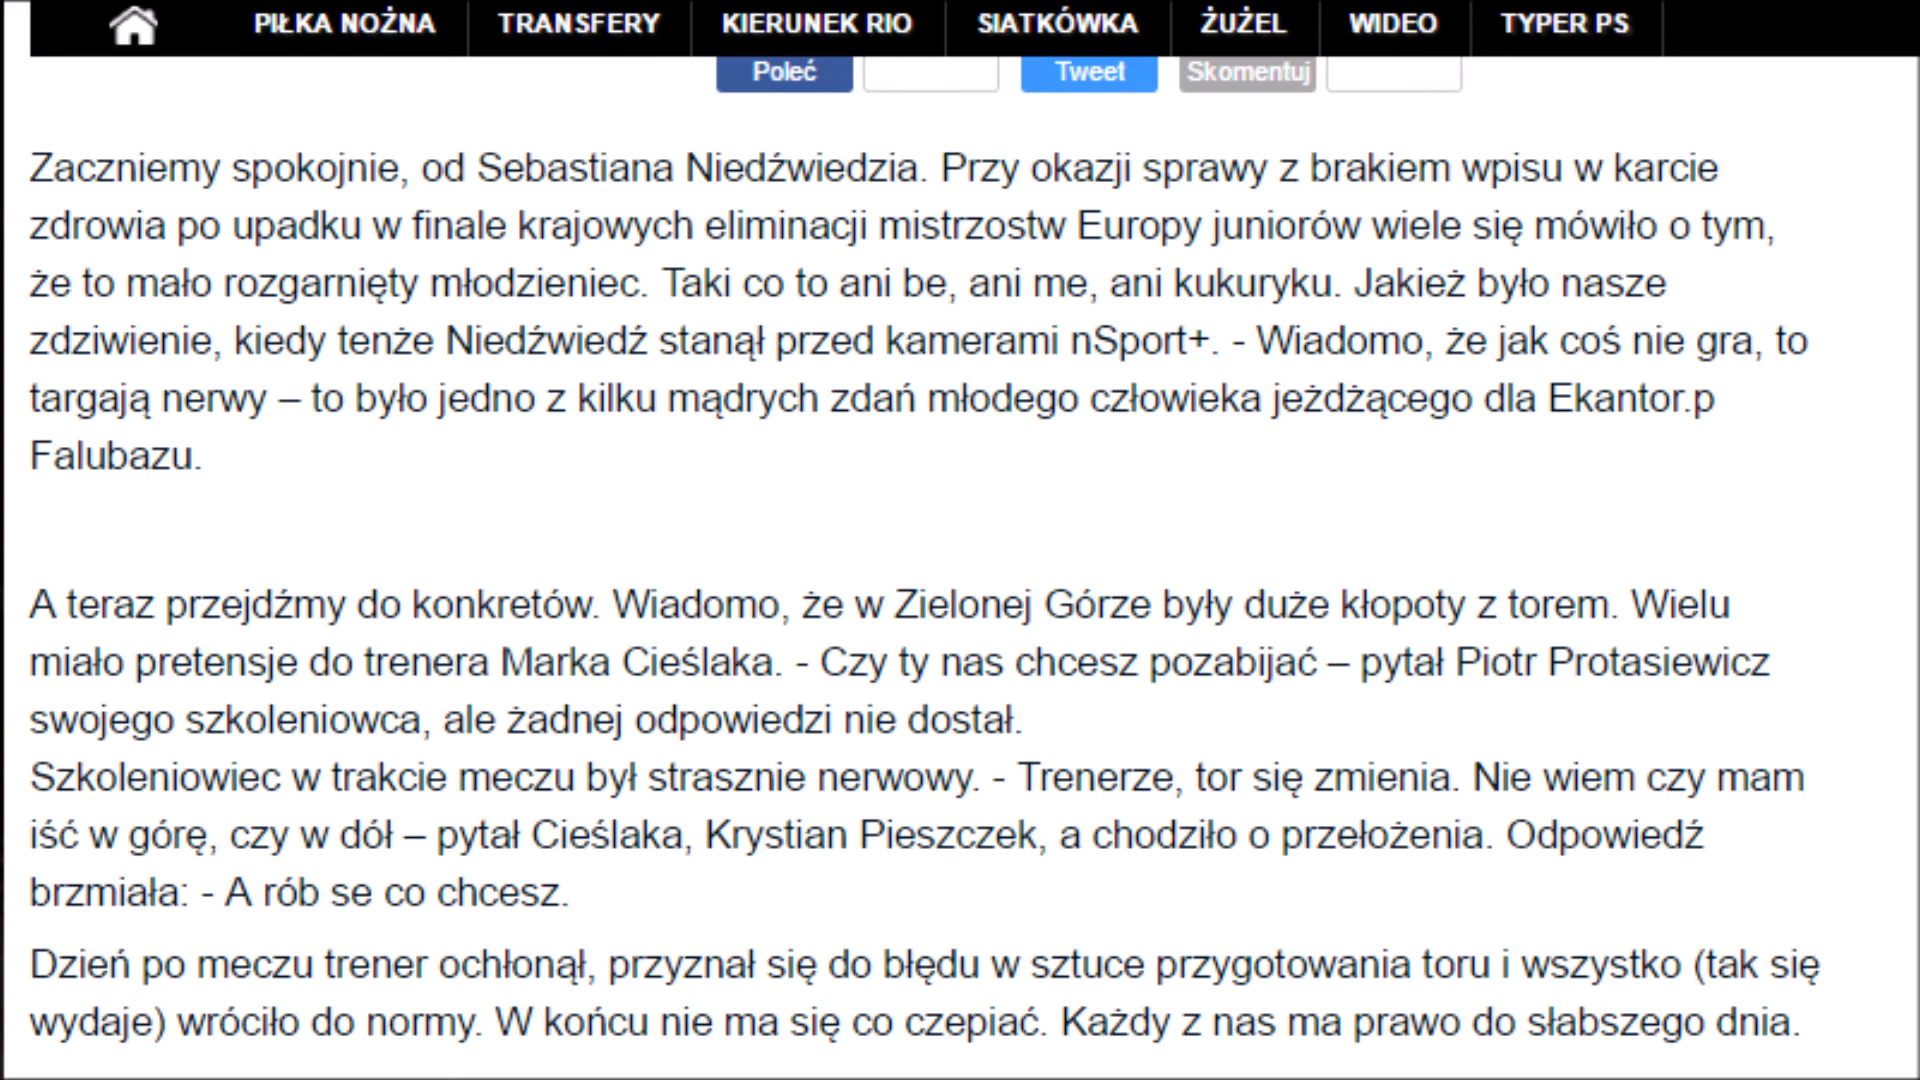 PIŁKA NOŻNA TRANSFERY KIERUNEK RIO SIATKÓWKA ŻUŻEL WIDEO TYPER PS
Poleć Tweet Skomentuj
Zaczniemy spokojnie, od Sebastiana Niedźwiedzia. Przy okazji sprawy z brakiem wpisu w karcie
zdrowia po upadku w finale krajowych eliminacji mistrzostw Europy juniorów wiele się mówiło o tym,
że to mało rozgarnięty młodzieniec. Taki co to ani be, ani me, ani kukuryku. Jakież było nasze
zdziwienie, kiedy tenże Niedźwiedź stanął przed kamerami nSport+. - Wiadomo, że jak coś nie gra, to
targają nerwy – to było jedno z kilku mądrych zdań młodego człowieka jeżdżącego dla Ekantor.p
Falubazu.
A teraz przejdźmy do konkretów. Wiadomo, że w Zielonej Górze były duże kłopoty z torem. Wielu
miało pretensje do trenera Marka Cieślaka. - Czy ty nas chcesz pozabijać – pytał Piotr Protasiewicz
swojego szkoleniowca, ale żadnej odpowiedzi nie dostał.
Szkoleniowiec w trakcie meczu był strasznie nerwowy. - Trenerze, tor się zmienia. Nie wiem czy mam
iść w górę, czy w dół – pytał Cieślaka, Krystian Pieszczek, a chodziło o przełożenia. Odpowiedź
brzmiała: - A rób se co chcesz.
Dzień po meczu trener ochłonął, przyznał się do błędu w sztuce przygotowania toru i wszystko (tak się
wydaje) wróciło do normy. W końcu nie ma się co czepiać. Każdy z nas ma prawo do słabszego dnia.